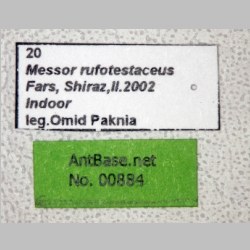 20
Messor rufotestaceus
Fars, Shiraz,II.2002
Indoor
leg.Omid Paknia
AntBase.net
No. 00884